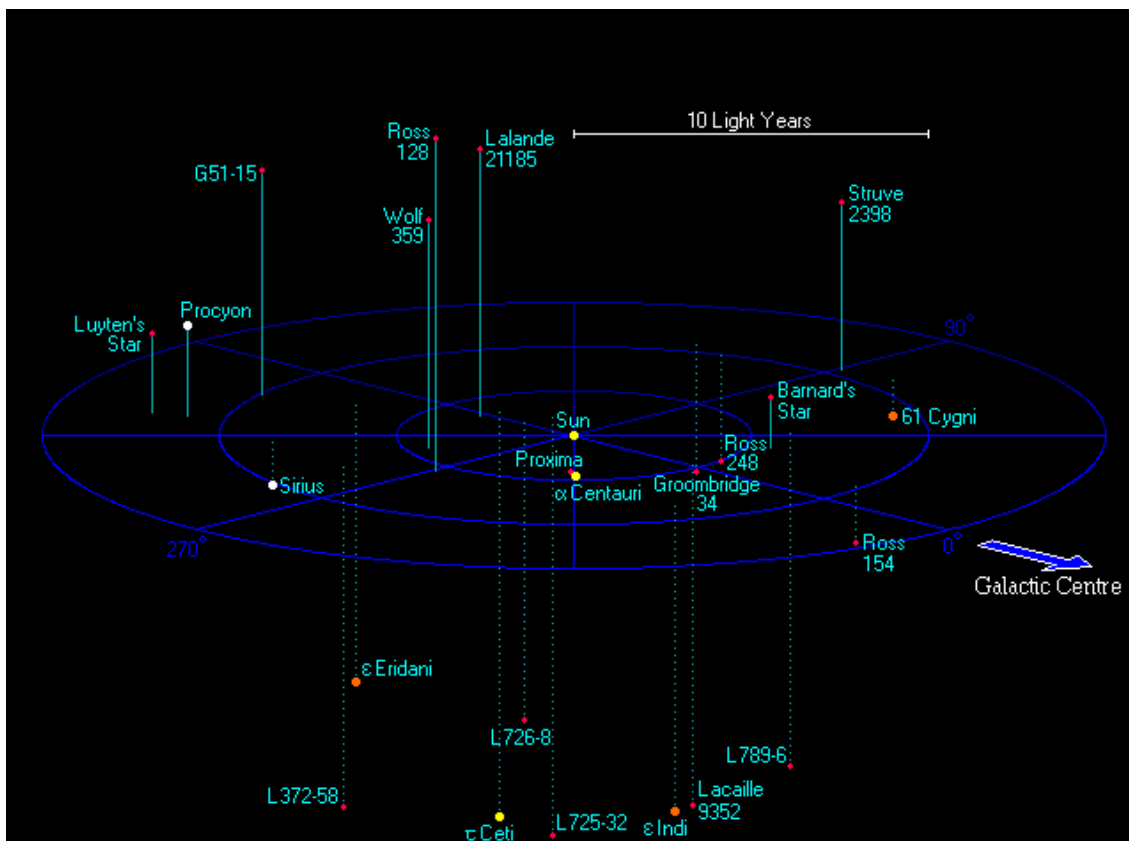 10 Light Years
Ross
128
Lalande
21185
G51-15
Struve
2398
Wolf
359
Procyon
Luyten's
Star
90°
Barnard's
Star
Sun
61 Cygni
Proxima
Ross
248
Sirius
α Centauri
Groombridge
34
270°
Ross
154
0°
Galactic Centre
ε Eridani
L726-8
L789-6
L372-58
Lacaille
9352
τ Ceti
L725-32
ε Indi